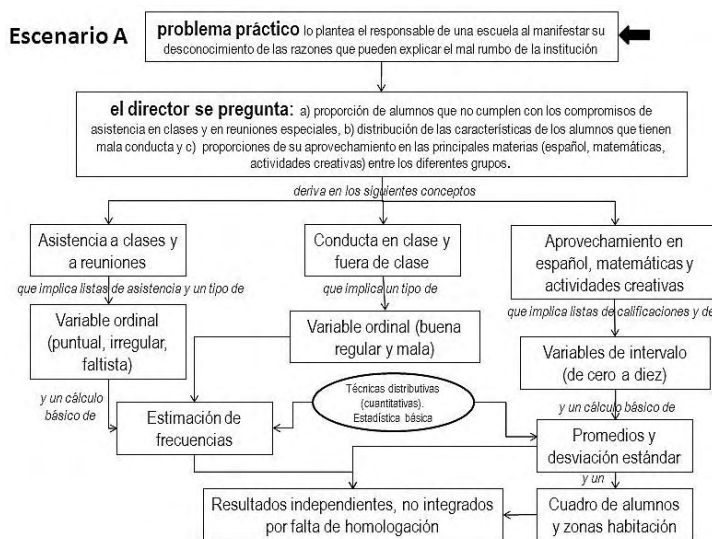 Escenario A
problema práctico lo plantea el responsable de una escuela al manifestar su
desconocimiento de las razones que pueden explicar el mal rumbo de la institución
el director se pregunta: a) proporción de alumnos que no cumplen con los compromisos de
asistencia en clases y en reuniones especiales, b) distribución de las características de los alumnos que tienen
mala conducta y c) proporciones de su aprovechamiento en las principales materias (español, matemáticas,
actividades creativas) entre los diferentes grupos.
deriva en los siguientes conceptos
Asistencia a clases y
a reuniones
Conducta en clase y
fuera de clase
Aprovechamiento en
español, matemáticas y
actividades creativas
que implica listas de asistencia y un tipo de
que implica un tipo de
que implica listas de calificaciones y de
Variable ordinal
(puntual, irregular,
faltista)
Variable ordinal (buena
regular y mala)
Variables de intervalo
(de cero a diez)
y un cálculo
básico de
Estimación de
frecuencias
Técnicas distributivas
(cuantitativas).
Estadística básica
y un cálculo básico de
Promedios y
desviación estándar
y un
Resultados independientes, no integrados
por falta de homologación
Cuadro de alumnos
y zonas habitación